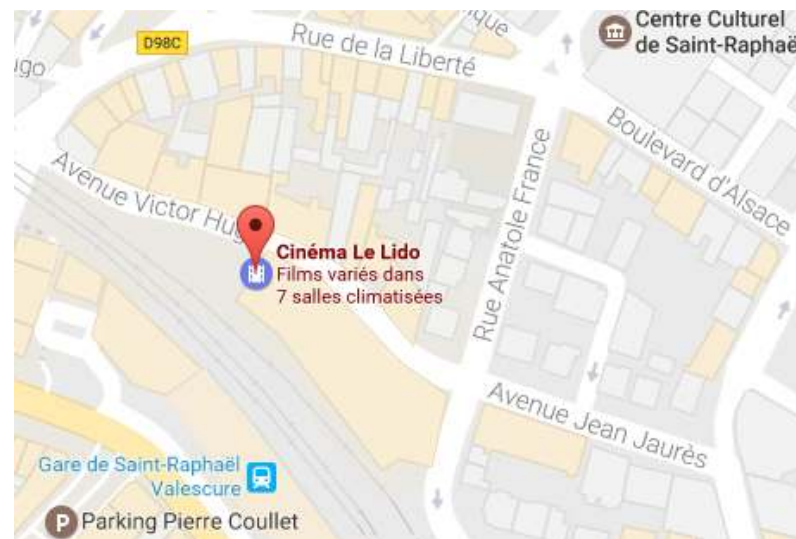 Centre Culturel
de Saint-Raphaë
D98C
Rue de la Liberté
que
ugo
Boulevard d'Alsace
Avenue Victor Hug
Rue Anatole France
Cinéma Le Lido
Films variés dans
7 salles climatisées
Avenue Jean Jaurès
Gare de Saint-Raphaël
Valescure
P Parking Pierre Coullet